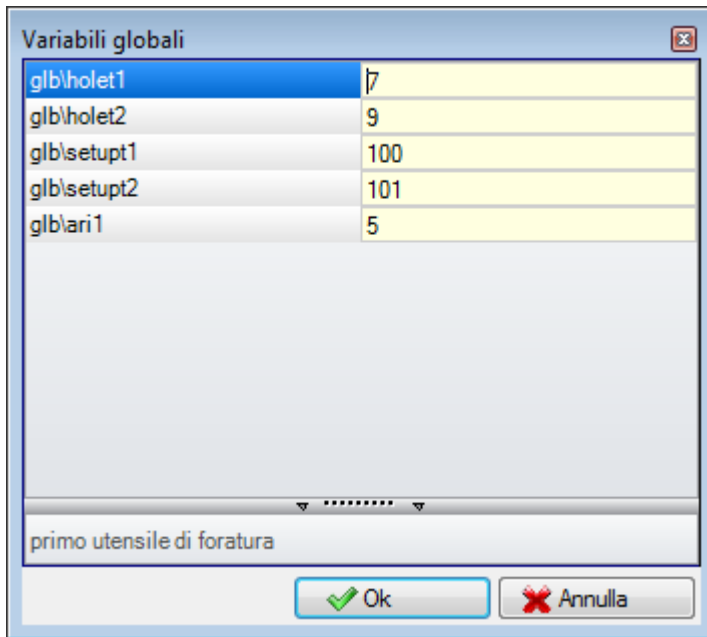 Variabili globali
glb\holet1 7
glb\holet2 9
glb\setupt1 100
glb\setupt2 101
glb\ari1 5
primo utensile di foratura
Ok Annulla